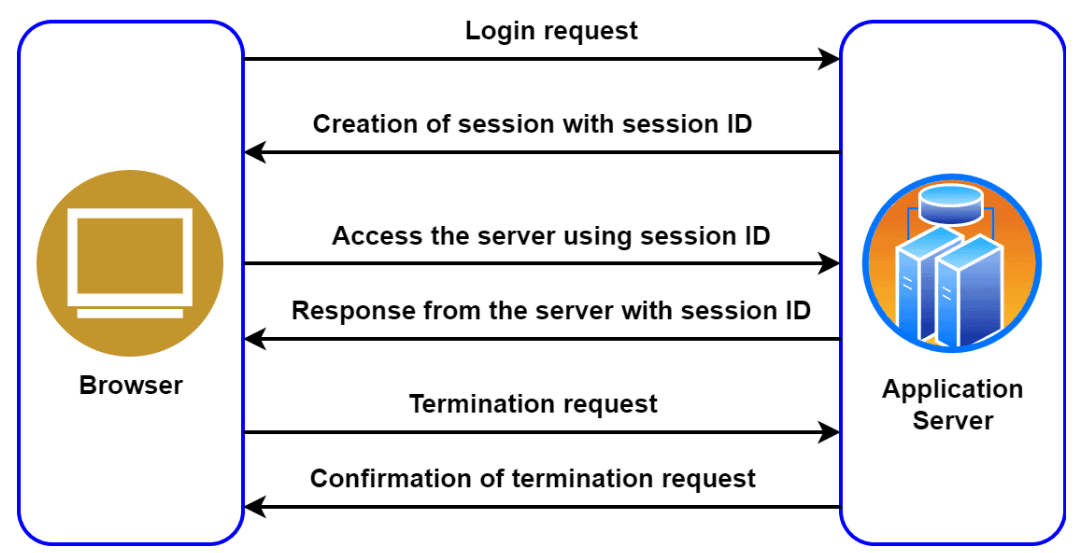 Login request
Creation of session with session ID
Access the server using session ID
Response from the server with session ID
Browser
Application
Server
Termination request
Confirmation of termination request